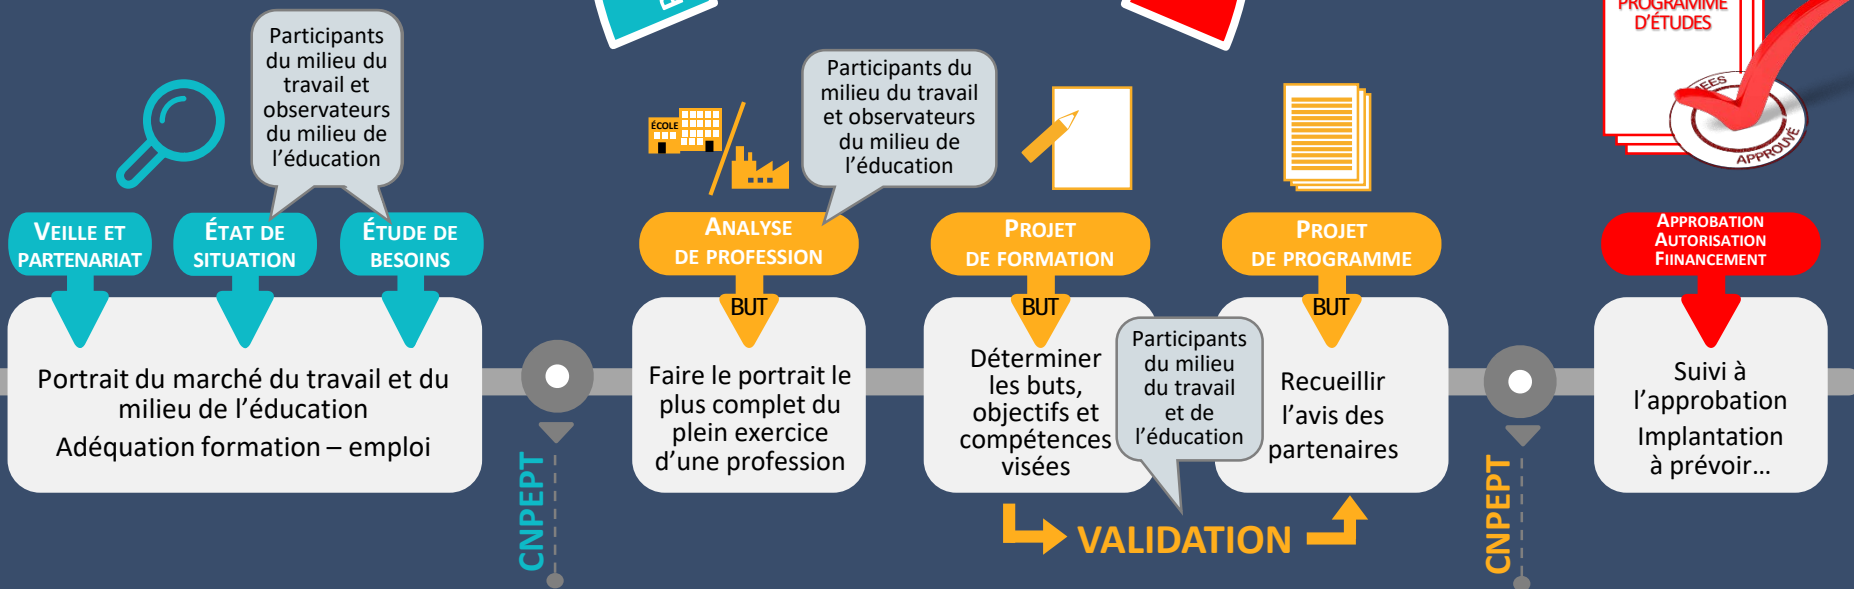 PROGRAMME
D’ÉTUDES
APPROUVÉ
Participants
du milieu du
travail et
observateurs
du milieu de
l’éducation
ÉCOLE
Participants du
milieu du travail
et observateurs
du milieu de
l’éducation
VEILLE ET
PARTENARIAT
ÉTAT DE
SITUATION
ÉTUDE DE
BESOINS
ANALYSE
DE PROFESSION
PROJET
DE FORMATION
PROJET
DE PROGRAMME
APPROBATION
AUTORISATION
FIINANCEMENT
Portrait du marché du travail et du
milieu de l’éducation
Adéquation formation – emploi
CNPEPT
BUT
Faire le portrait le
plus complet du
plein exercice
d’une profession
BUT
Déterminer
les buts,
objectifs et
compétences
visées
Participants
du milieu
du travail
et de
l’éducation
BUT
Recueillir
l’avis des
partenaires
VALIDATION
CNPEPT
Suivi à
l’approbation
Implantation
à prévoir…